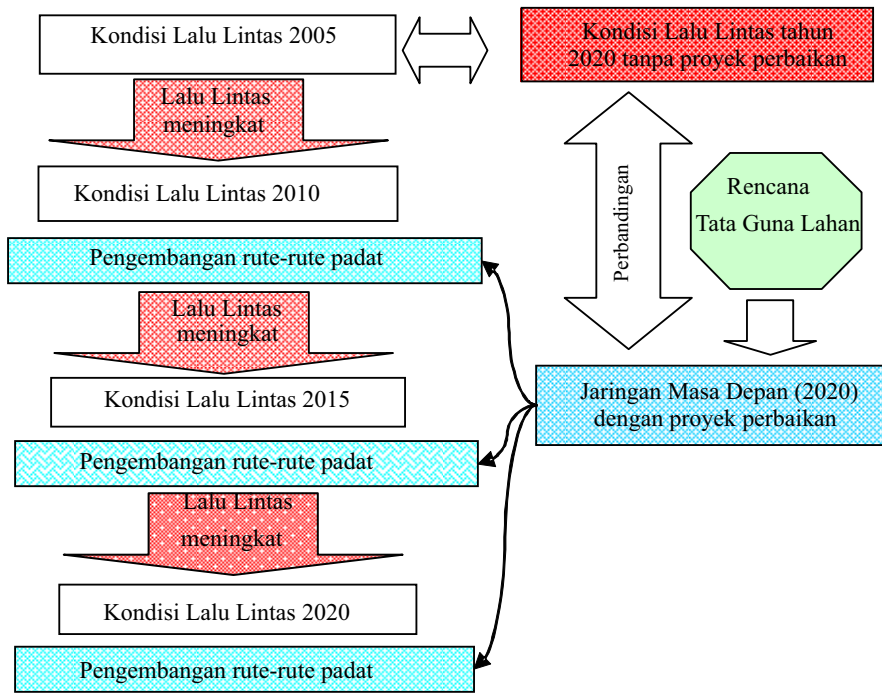 Kondisi Lalu Lintas 2005
Lalu Lintas
meningkat
Kondisi Lalu Lintas 2010
Pengembangan rute-rute padat
Lalu Lintas
meningkat
Kondisi Lalu Lintas 2015
Pengembangan rute-rute padat
Lalu Lintas
meningkat
Kondisi Lalu Lintas 2020
Pengembangan rute-rute padat
Kondisi Lalu Lintas tahun
2020 tanpa proyek perbaikan
Perbandingan
Rencana
Tata Guna Lahan
Jaringan Masa Depan (2020)
dengan proyek perbaikan